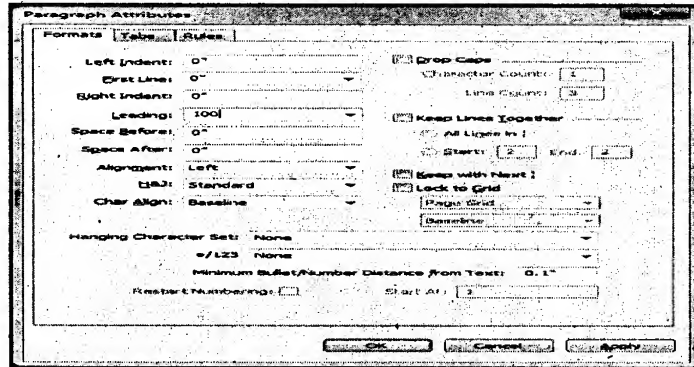 Paragraph Attributes
Formats Tabs Rules
Left Indent: 0"
First Line: 0"
Right Indent: 0"
Leading: 100
Space Before: 0"
Space After: 0"
Alignment: Left
H&J: Standard
Char Align: Baseline
Drop Caps
Character Count: 1
Line Count: 3
Keep Lines Together
All Lines in ¶
Start: 2 End: 2
Keep with Next ¶
Lock to Grid
Page Grid
Baseline
Hanging Character Set: None
•/123 None
Minimum Bullet/Number Distance from Text: 0.1"
Restart Numbering: Start At: 1
OK Cancel Apply